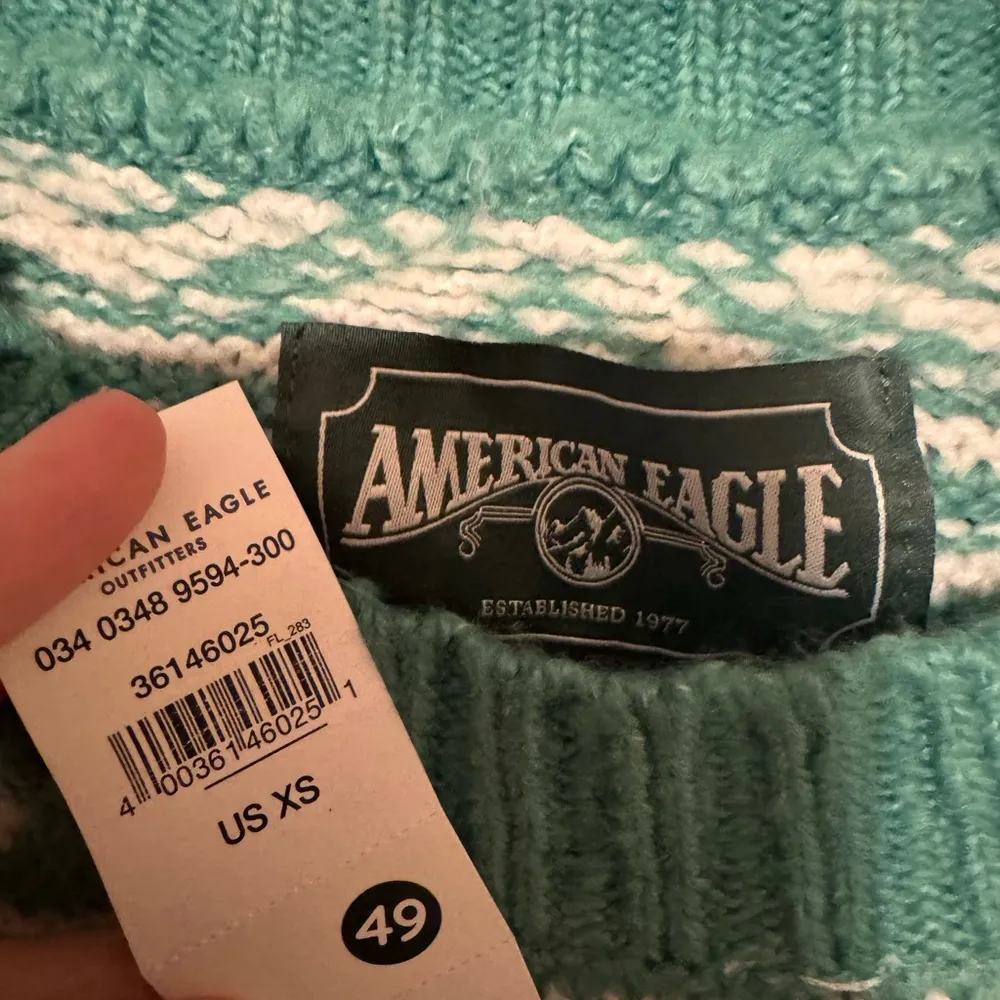 AMERICAN EAGLE
ESTABLISHED 1977
ICAN EAGLE
OUTFITTERS
034 0348 9594-300
36146025 FL_283
4 00361 46025 1
US XS
49